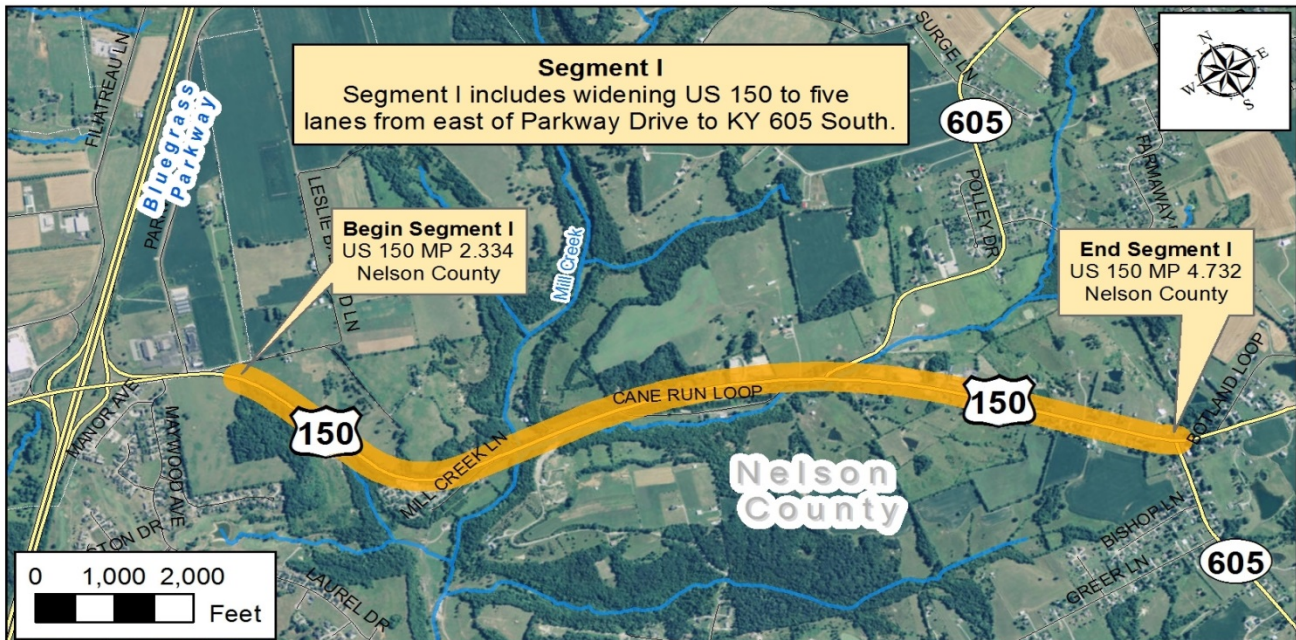 Segment I
Segment I includes widening US 150 to five
lanes from east of Parkway Drive to KY 605 South.
N
E
W
S
FILIATREAU LN
Bluegrass
Parkway
SURGE LN
605
FARMAWAY
POLLEY DR
Begin Segment I
US 150 MP 2.334
Nelson County
Mill Creek
End Segment I
US 150 MP 4.732
Nelson County
MANOR AVE
MAYWOOD AVE
150
MILL CREEK LN
CANE RUN LOOP
150
BOTLAND LOOP
Nelson
County
BISHOP LN
GREER LN
605
LAUREL DR
0 1,000 2,000
Feet